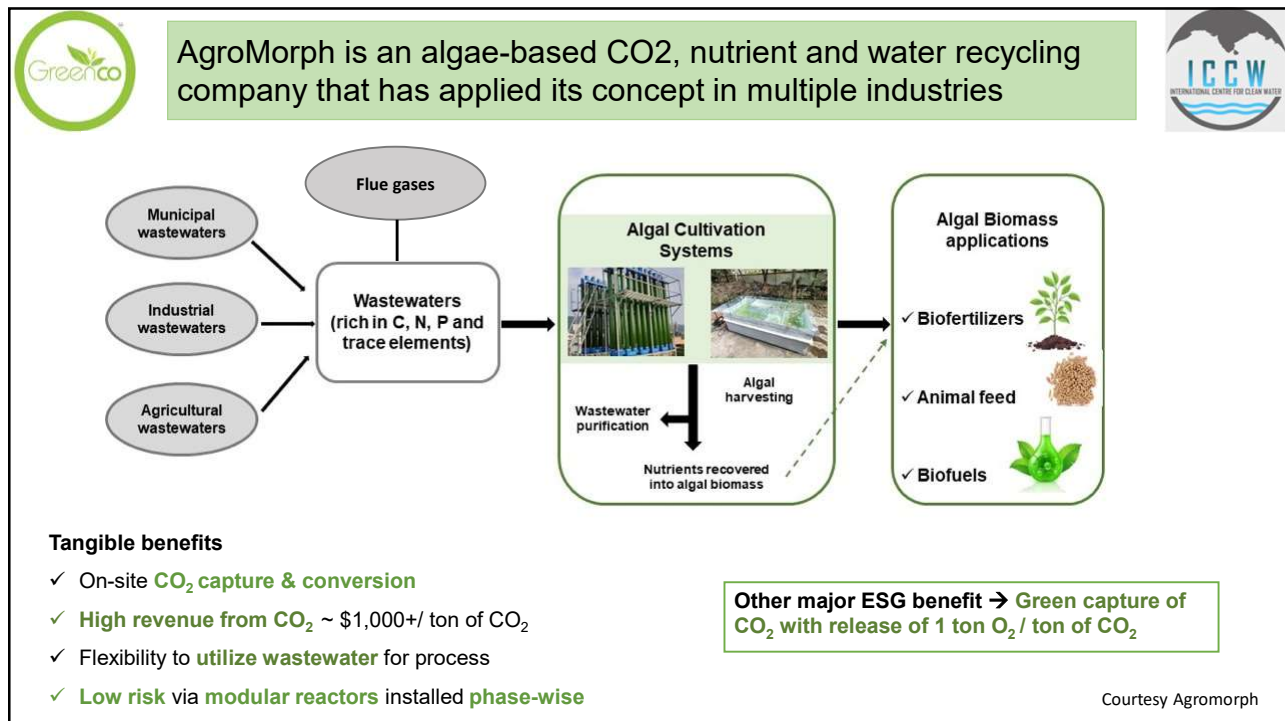 Greenco
AgroMorph is an algae-based CO2, nutrient and water recycling
company that has applied its concept in multiple industries
ICCW
INTERNATIONAL CENTRE FOR CLEAN WATER
Flue gases
Municipal
wastewaters
Industrial
wastewaters
Agricultural
wastewaters
Wastewaters
(rich in C, N, P and
trace elements)
Algal Cultivation
Systems
Algal
harvesting
Wastewater
purification
Nutrients recovered
into algal biomass
Algal Biomass
applications
✓ Biofertilizers
✓ Animal feed
✓ Biofuels
Tangible benefits
✓ On-site CO₂ capture & conversion
✓ High revenue from CO₂ ~ $1,000+/ ton of CO₂
✓ Flexibility to utilize wastewater for process
✓ Low risk via modular reactors installed phase-wise
Other major ESG benefit → Green capture of
CO₂ with release of 1 ton O₂ / ton of CO₂
Courtesy Agromorph